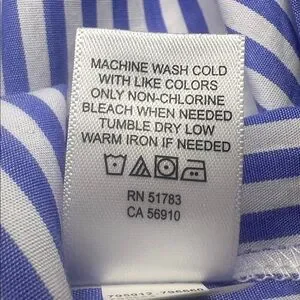 MACHINE WASH COLD
WITH LIKE COLORS
ONLY NON-CHLORINE
BLEACH WHEN NEEDED
TUMBLE DRY LOW
WARM IRON IF NEEDED
RN 51783
CA 56910